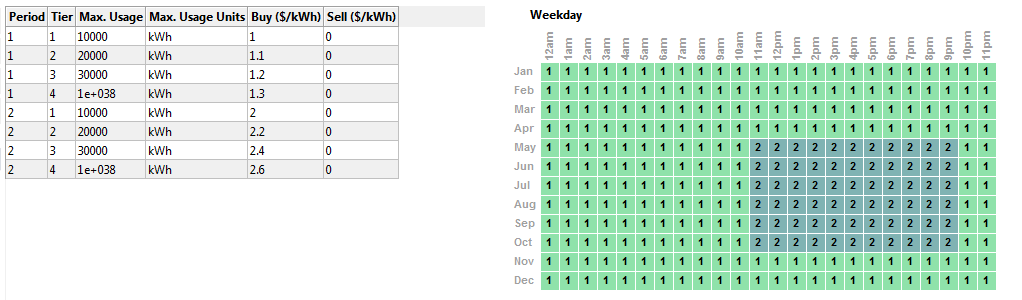 Period Tier Max. Usage Max. Usage Units Buy ($/kWh) Sell ($/kWh)
1 1 10000 kWh 1 0
1 2 20000 kWh 1.1 0
1 3 30000 kWh 1.2 0
1 4 1e+038 kWh 1.3 0
2 1 10000 kWh 2 0
2 2 20000 kWh 2.2 0
2 3 30000 kWh 2.4 0
2 4 1e+038 kWh 2.6 0
Weekday
12am 1am 2am 3am 4am 5am 6am 7am 8am 9am 10am 11am 12pm 1pm 2pm 3pm 4pm 5pm 6pm 7pm 8pm 9pm 10pm 11pm
Jan 1 1 1 1 1 1 1 1 1 1 1 1 1 1 1 1 1 1 1 1 1 1 1 1
Feb 1 1 1 1 1 1 1 1 1 1 1 1 1 1 1 1 1 1 1 1 1 1 1 1
Mar 1 1 1 1 1 1 1 1 1 1 1 1 1 1 1 1 1 1 1 1 1 1 1 1
Apr 1 1 1 1 1 1 1 1 1 1 1 1 1 1 1 1 1 1 1 1 1 1 1 1
May 1 1 1 1 1 1 1 1 1 1 1 2 2 2 2 2 2 2 2 2 2 2 1 1
Jun 1 1 1 1 1 1 1 1 1 1 1 2 2 2 2 2 2 2 2 2 2 2 1 1
Jul 1 1 1 1 1 1 1 1 1 1 1 2 2 2 2 2 2 2 2 2 2 2 1 1
Aug 1 1 1 1 1 1 1 1 1 1 1 2 2 2 2 2 2 2 2 2 2 2 1 1
Sep 1 1 1 1 1 1 1 1 1 1 1 2 2 2 2 2 2 2 2 2 2 2 1 1
Oct 1 1 1 1 1 1 1 1 1 1 1 2 2 2 2 2 2 2 2 2 2 2 1 1
Nov 1 1 1 1 1 1 1 1 1 1 1 1 1 1 1 1 1 1 1 1 1 1 1 1
Dec 1 1 1 1 1 1 1 1 1 1 1 1 1 1 1 1 1 1 1 1 1 1 1 1